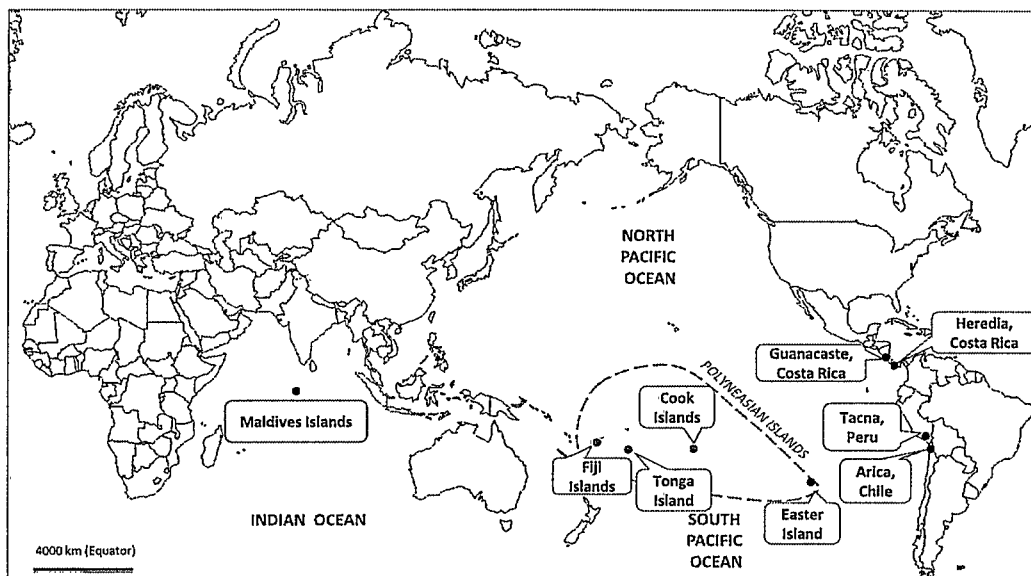 NORTH
PACIFIC
OCEAN
Heredia,
Costa Rica
Guanacaste,
Costa Rica
POLYNEASIAN ISLANDS
Cook
Islands
Maldives Islands
Tacna,
Peru
Fiji
Islands
Tonga
Island
Arica,
Chile
Easter
Island
INDIAN OCEAN
SOUTH
PACIFIC
OCEAN
4000 km (Equator)